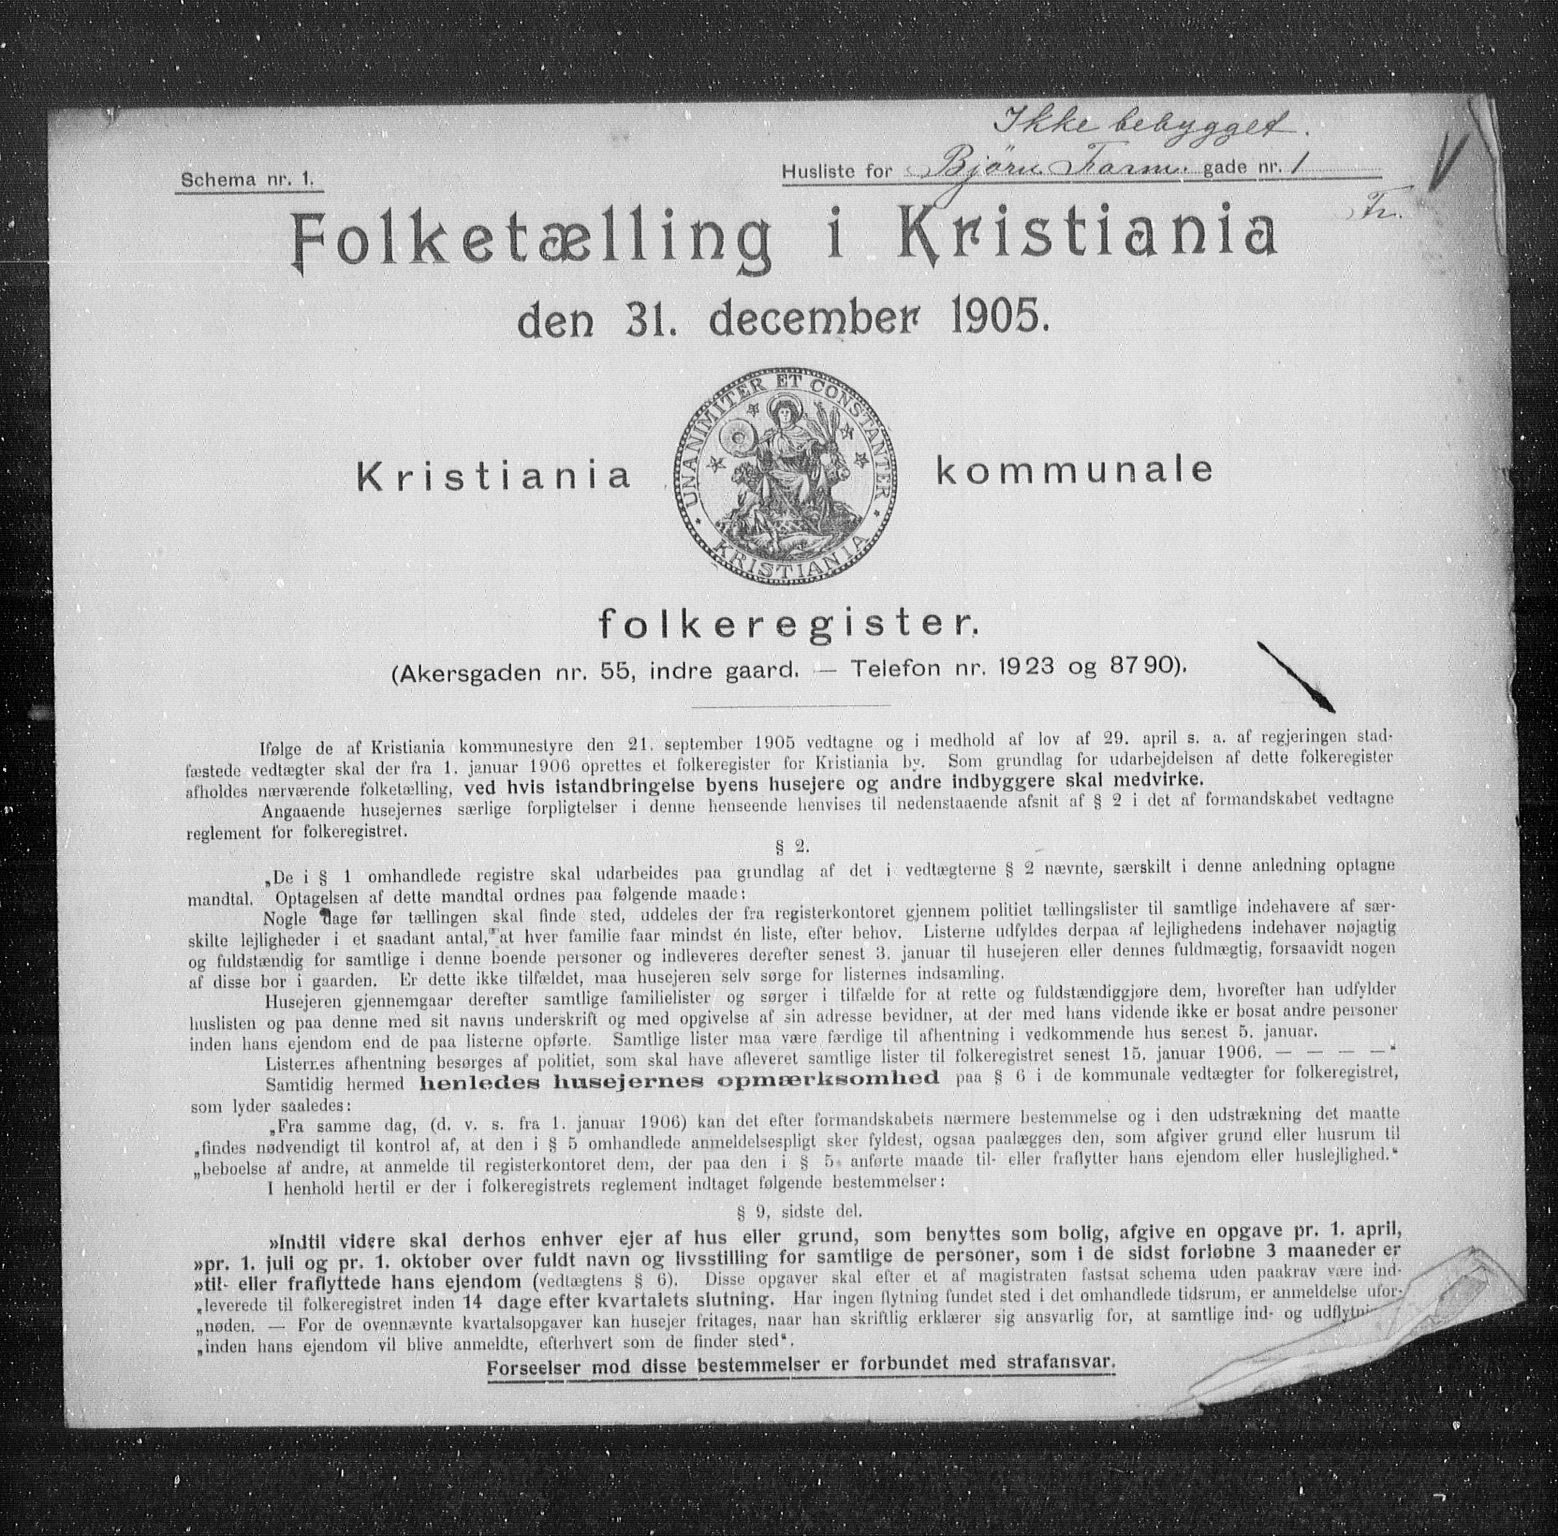 Ikke bebygget.
Schema nr. 1.
Husliste for Björn Farm. gade nr. 1
Fr.
Folketælling i Kristiania
den 31. december 1905.
UNANIMITER ET CONSTANTER
KRISTIANIA
Kristiania kommunale
folkeregister.
(Akersgaden nr. 55, indre gaard. — Telefon nr. 1923 og 8790).
Ifølge de af Kristiania kommunestyre den 21. september 1905 vedtagne og i medhold af lov af 29. april s. a. af regjeringen stad-
fæstede vedtægter skal der fra 1. januar 1906 oprettes et folkeregister for Kristiania by. Som grundlag for udarbejdelsen af dette folkeregister
afholdes nærværende folketælling, ved hvis istandbringelse byens husejere og andre indbyggere skal medvirke.
Angaaende husejernes særlige forpligtelser i denne henseende henvises til nedenstaaende afsnit af § 2 i det af formandskabet vedtagne
reglement for folkeregistret.
§ 2.
„De i § 1 omhandlede registre skal udarbeides paa grundlag af det i vedtægterne § 2 nævnte, særskilt i denne anledning optagne
mandtal. Optagelsen af dette mandtal ordnes paa følgende maade:
Nogle dage før tællingen skal finde sted, uddeles der fra registerkontoret gjennem politiet tællingslister til samtlige indehavere af sær-
skilte lejligheder i et saadant antal, at hver familie faar mindst én liste, efter behov. Listerne udfyldes derpaa af lejlighedens indehaver nøjagtig
og fuldstændig for samtlige i denne boende personer og indleveres derefter senest 3. januar til husejeren eller dennes fuldmægtig, forsaavidt nogen
af disse bor i gaarden. Er dette ikke tilfældet, maa husejeren selv sørge for listernes indsamling.
Husejeren gjennemgaar derefter samtlige familielister og sørger i tilfælde for at rette og fuldstændiggjøre dem, hvorefter han udfylder
huslisten og paa denne med sit navns underskrift og med opgivelse af sin adresse bevidner, at der med hans vidende ikke er bosat andre personer
inden hans ejendom end de paa listerne opførte. Samtlige lister maa være færdige til afhentning i vedkommende hus senest 5. januar.
Listernes afhentning besørges af politiet, som skal have afleveret samtlige lister til folkeregistret senest 15. januar 1906. — — — —“
Samtidig hermed henledes husejernes opmærksomhed paa § 6 i de kommunale vedtægter for folkeregistret,
som lyder saaledes:
„Fra samme dag, (d. v. s. fra 1. januar 1906) kan det efter formandskabets nærmere bestemmelse og i den udstrækning det maatte
„findes nødvendigt til kontrol af, at den i § 5 omhandlede anmeldelsespligt sker fyldest, ogsaa paalægges den, som afgiver grund eller husrum til
„beboelse af andre, at anmelde til registerkontoret dem, der paa den i § 5 anførte maade til- eller fraflytter hans ejendom eller huslejlighed.“
I henhold hertil er der i folkeregistrets reglement indtaget følgende bestemmelser:
§ 9, sidste del.
»Indtil videre skal derhos enhver ejer af hus eller grund, som benyttes som bolig, afgive en opgave pr. 1. april,
»pr. 1. juli og pr. 1. oktober over fuldt navn og livsstilling for samtlige de personer, som i de sidst forløbne 3 maaneder er
»til- eller fraflyttede hans ejendom (vedtægtens § 6). Disse opgaver skal efter et af magistraten fastsat schema uden paakrav være ind-
„leverede til folkeregistret inden 14 dage efter kvartalets slutning. Har ingen flytning fundet sted i det omhandlede tidsrum, er anmeldelse ufor-
„nøden. — For de ovennævnte kvartalsopgaver kan husejer fritages, naar han skriftlig erklærer sig ansvarlig for, at samtlige ind- og
„inden hans ejendom vil blive anmeldte, efterhvert som de finder sted“.
Forseelser mod disse bestemmelser er forbundet med strafansvar.